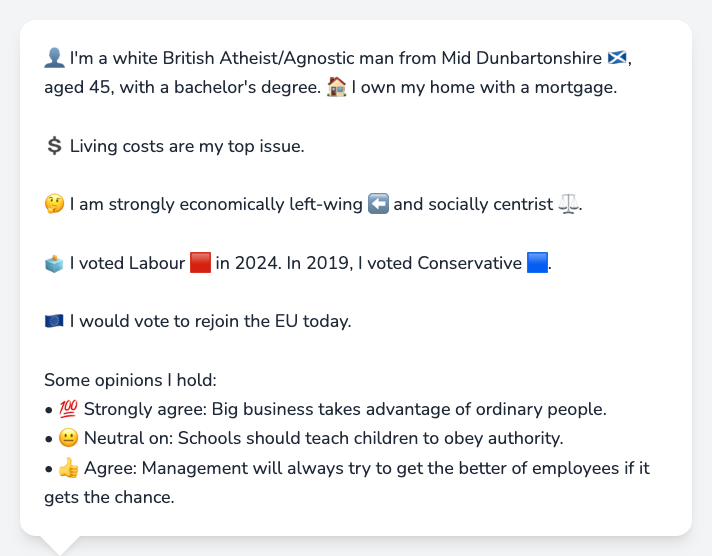 👤 I'm a white British Atheist/Agnostic man from Mid Dunbartonshire 🏴󠁧󠁢󠁳󠁣󠁴󠁿,
aged 45, with a bachelor's degree. 🏠 I own my home with a mortgage.
💲 Living costs are my top issue.
🤔 I am strongly economically left-wing ⬅️ and socially centrist ⚖️.
🗳️ I voted Labour 🟥 in 2024. In 2019, I voted Conservative 🟦.
🇪🇺 I would vote to rejoin the EU today.
Some opinions I hold:
• 💯 Strongly agree: Big business takes advantage of ordinary people.
• 😐 Neutral on: Schools should teach children to obey authority.
• 👍 Agree: Management will always try to get the better of employees if it
gets the chance.